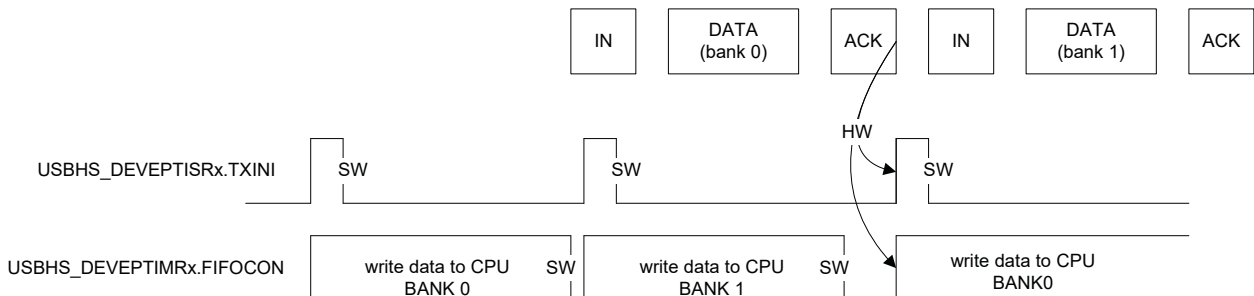 IN
DATA
(bank 0)
ACK
IN
DATA
(bank 1)
ACK
HW
USBHS_DEVEPTISRx.TXINI
SW
SW
SW
USBHS_DEVEPTIMRx.FIFOCON
write data to CPU
BANK 0
SW
write data to CPU
BANK 1
SW
write data to CPU
BANK0